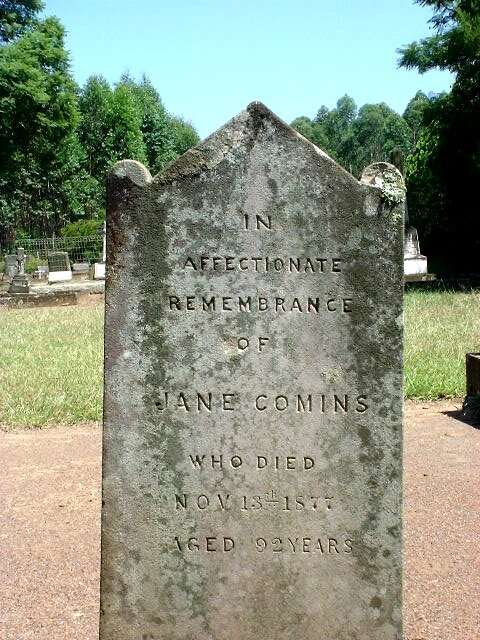 IN
AFFECTIONATE
REMEMBRANCE
OF
JANE COMINS
WHO DIED
NOV 13TH 1877
AGED 92 YEARS